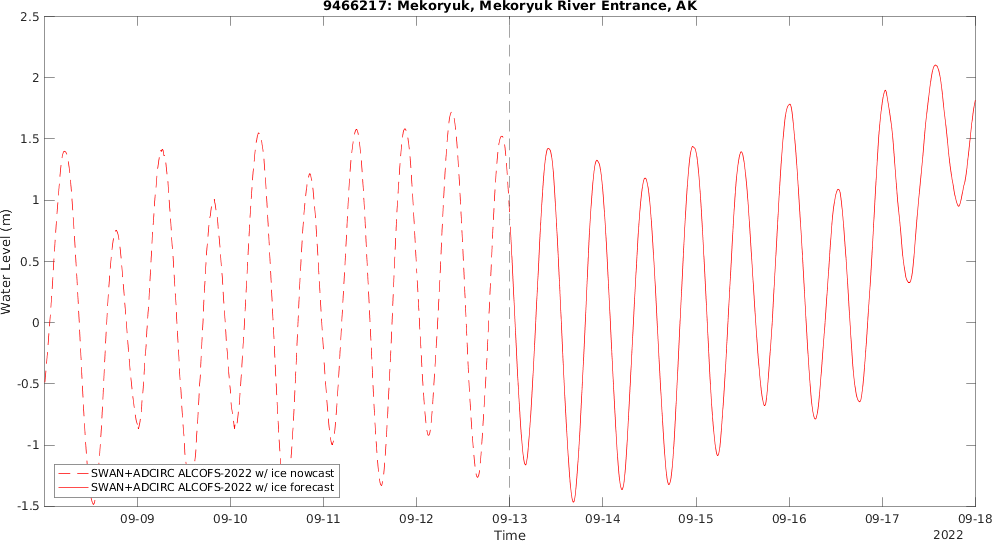 9466217: Mekoryuk, Mekoryuk River Entrance, AK
2.5
2
1.5
1
0.5
0
-0.5
-1
-1.5
Water Level (m)
SWAN+ADCIRC ALCOFS-2022 w/ ice nowcast
SWAN+ADCIRC ALCOFS-2022 w/ ice forecast
09-09 09-10 09-11 09-12 09-13 09-14 09-15 09-16 09-17 09-18
Time
2022